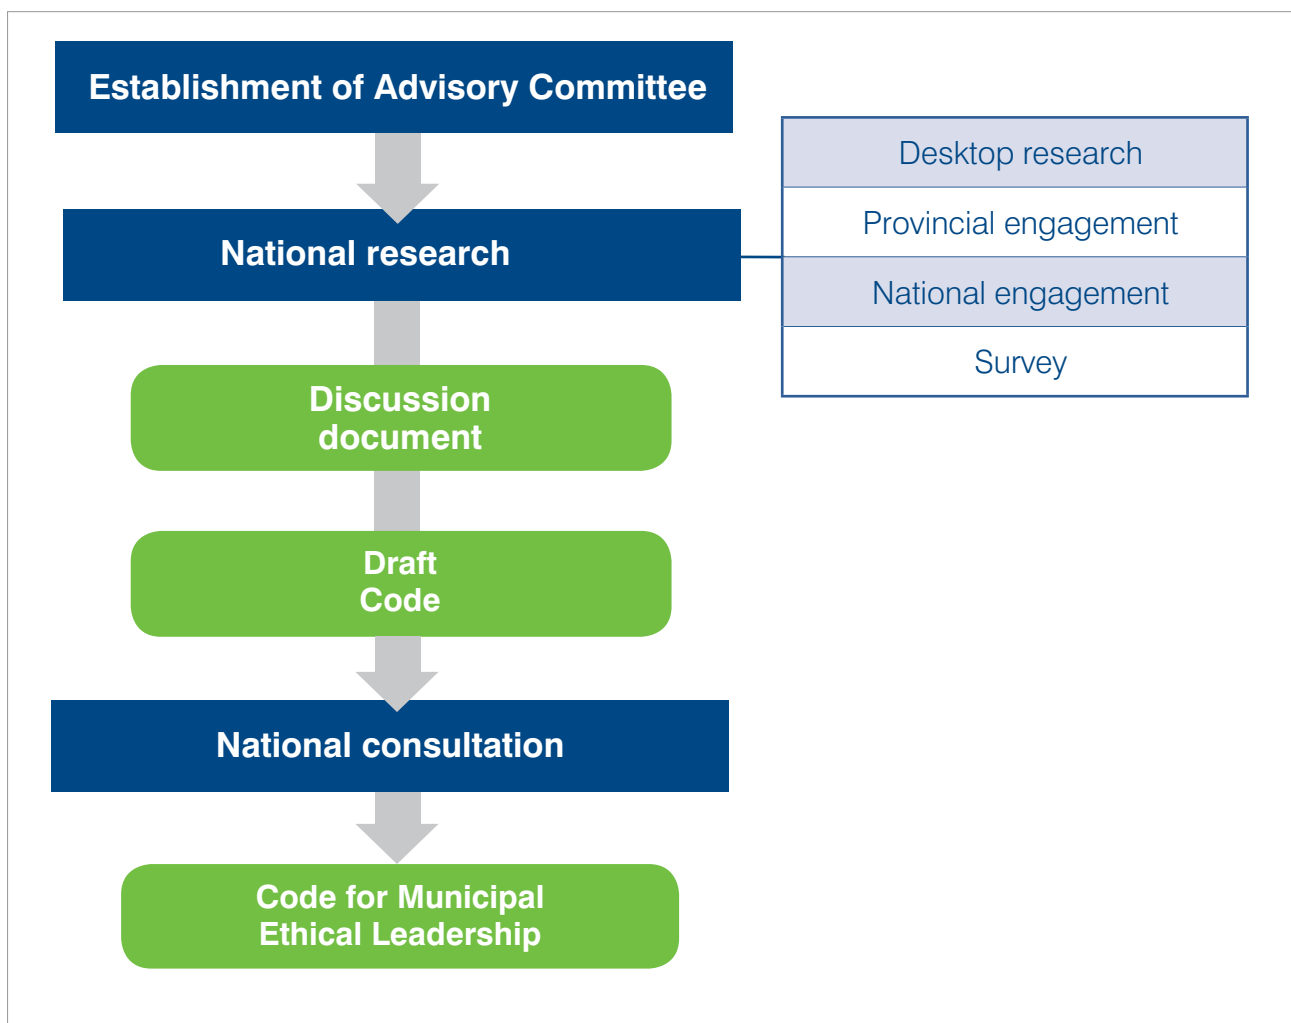 Establishment of Advisory Committee
National research
Desktop research
Provincial engagement
National engagement
Survey
Discussion
document
Draft
Code
National consultation
Code for Municipal
Ethical Leadership